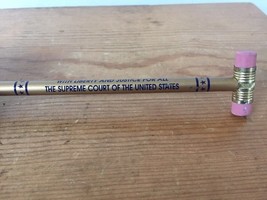 WITH LIBERTY AND JUSTICE FOR ALL
THE SUPREME COURT OF THE UNITED STATES